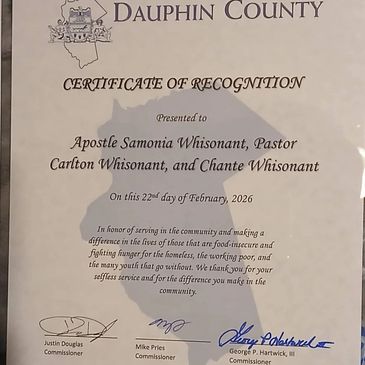 DAUPHIN COUNTY
CERTIFICATE OF RECOGNITION
Presented to
Apostle Samonia Whisonant, Pastor
Carlton Whisonant, and Chante Whisonant
On this 22nd day of February, 2026
In honor of serving in the community and making a
difference in the lives of those that are food-insecure and
fighting hunger for the homeless, the working poor, and
the many youth that go without. We thank you for your
selfless service and for the difference you make in the
community.
George P Hartwick III
Justin Douglas
Commissioner
Mike Pries
Commissioner
George P. Hartwick, III
Commissioner